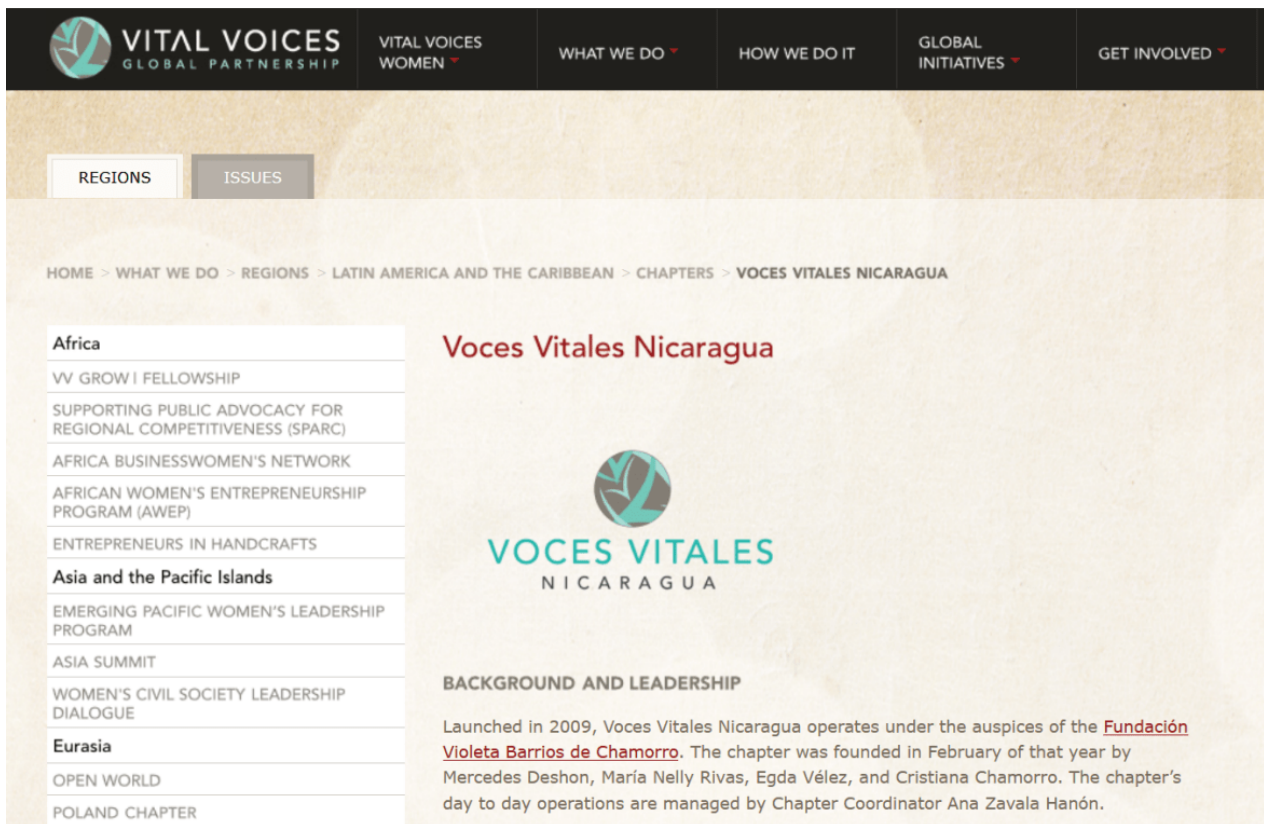 VITAL VOICES
GLOBAL PARTNERSHIP
VITAL VOICES
WOMEN
WHAT WE DO
HOW WE DO IT
GLOBAL
INITIATIVES
GET INVOLVED
REGIONS
ISSUES
HOME > WHAT WE DO > REGIONS > LATIN AMERICA AND THE CARIBBEAN > CHAPTERS > VOCES VITALES NICARAGUA
Africa
VV GROW | FELLOWSHIP
SUPPORTING PUBLIC ADVOCACY FOR
REGIONAL COMPETITIVENESS (SPARC)
AFRICA BUSINESSWOMEN'S NETWORK
AFRICAN WOMEN'S ENTREPRENEURSHIP
PROGRAM (AWEP)
ENTREPRENEURS IN HANDCRAFTS
Asia and the Pacific Islands
EMERGING PACIFIC WOMEN'S LEADERSHIP
PROGRAM
ASIA SUMMIT
WOMEN'S CIVIL SOCIETY LEADERSHIP
DIALOGUE
Eurasia
OPEN WORLD
POLAND CHAPTER
Voces Vitales Nicaragua
VOCES VITALES
NICARAGUA
BACKGROUND AND LEADERSHIP
Launched in 2009, Voces Vitales Nicaragua operates under the auspices of the Fundación
Violeta Barrios de Chamorro. The chapter was founded in February of that year by
Mercedes Deshon, María Nelly Rivas, Egda Vélez, and Cristiana Chamorro. The chapter's
day to day operations are managed by Chapter Coordinator Ana Zavala Hanón.